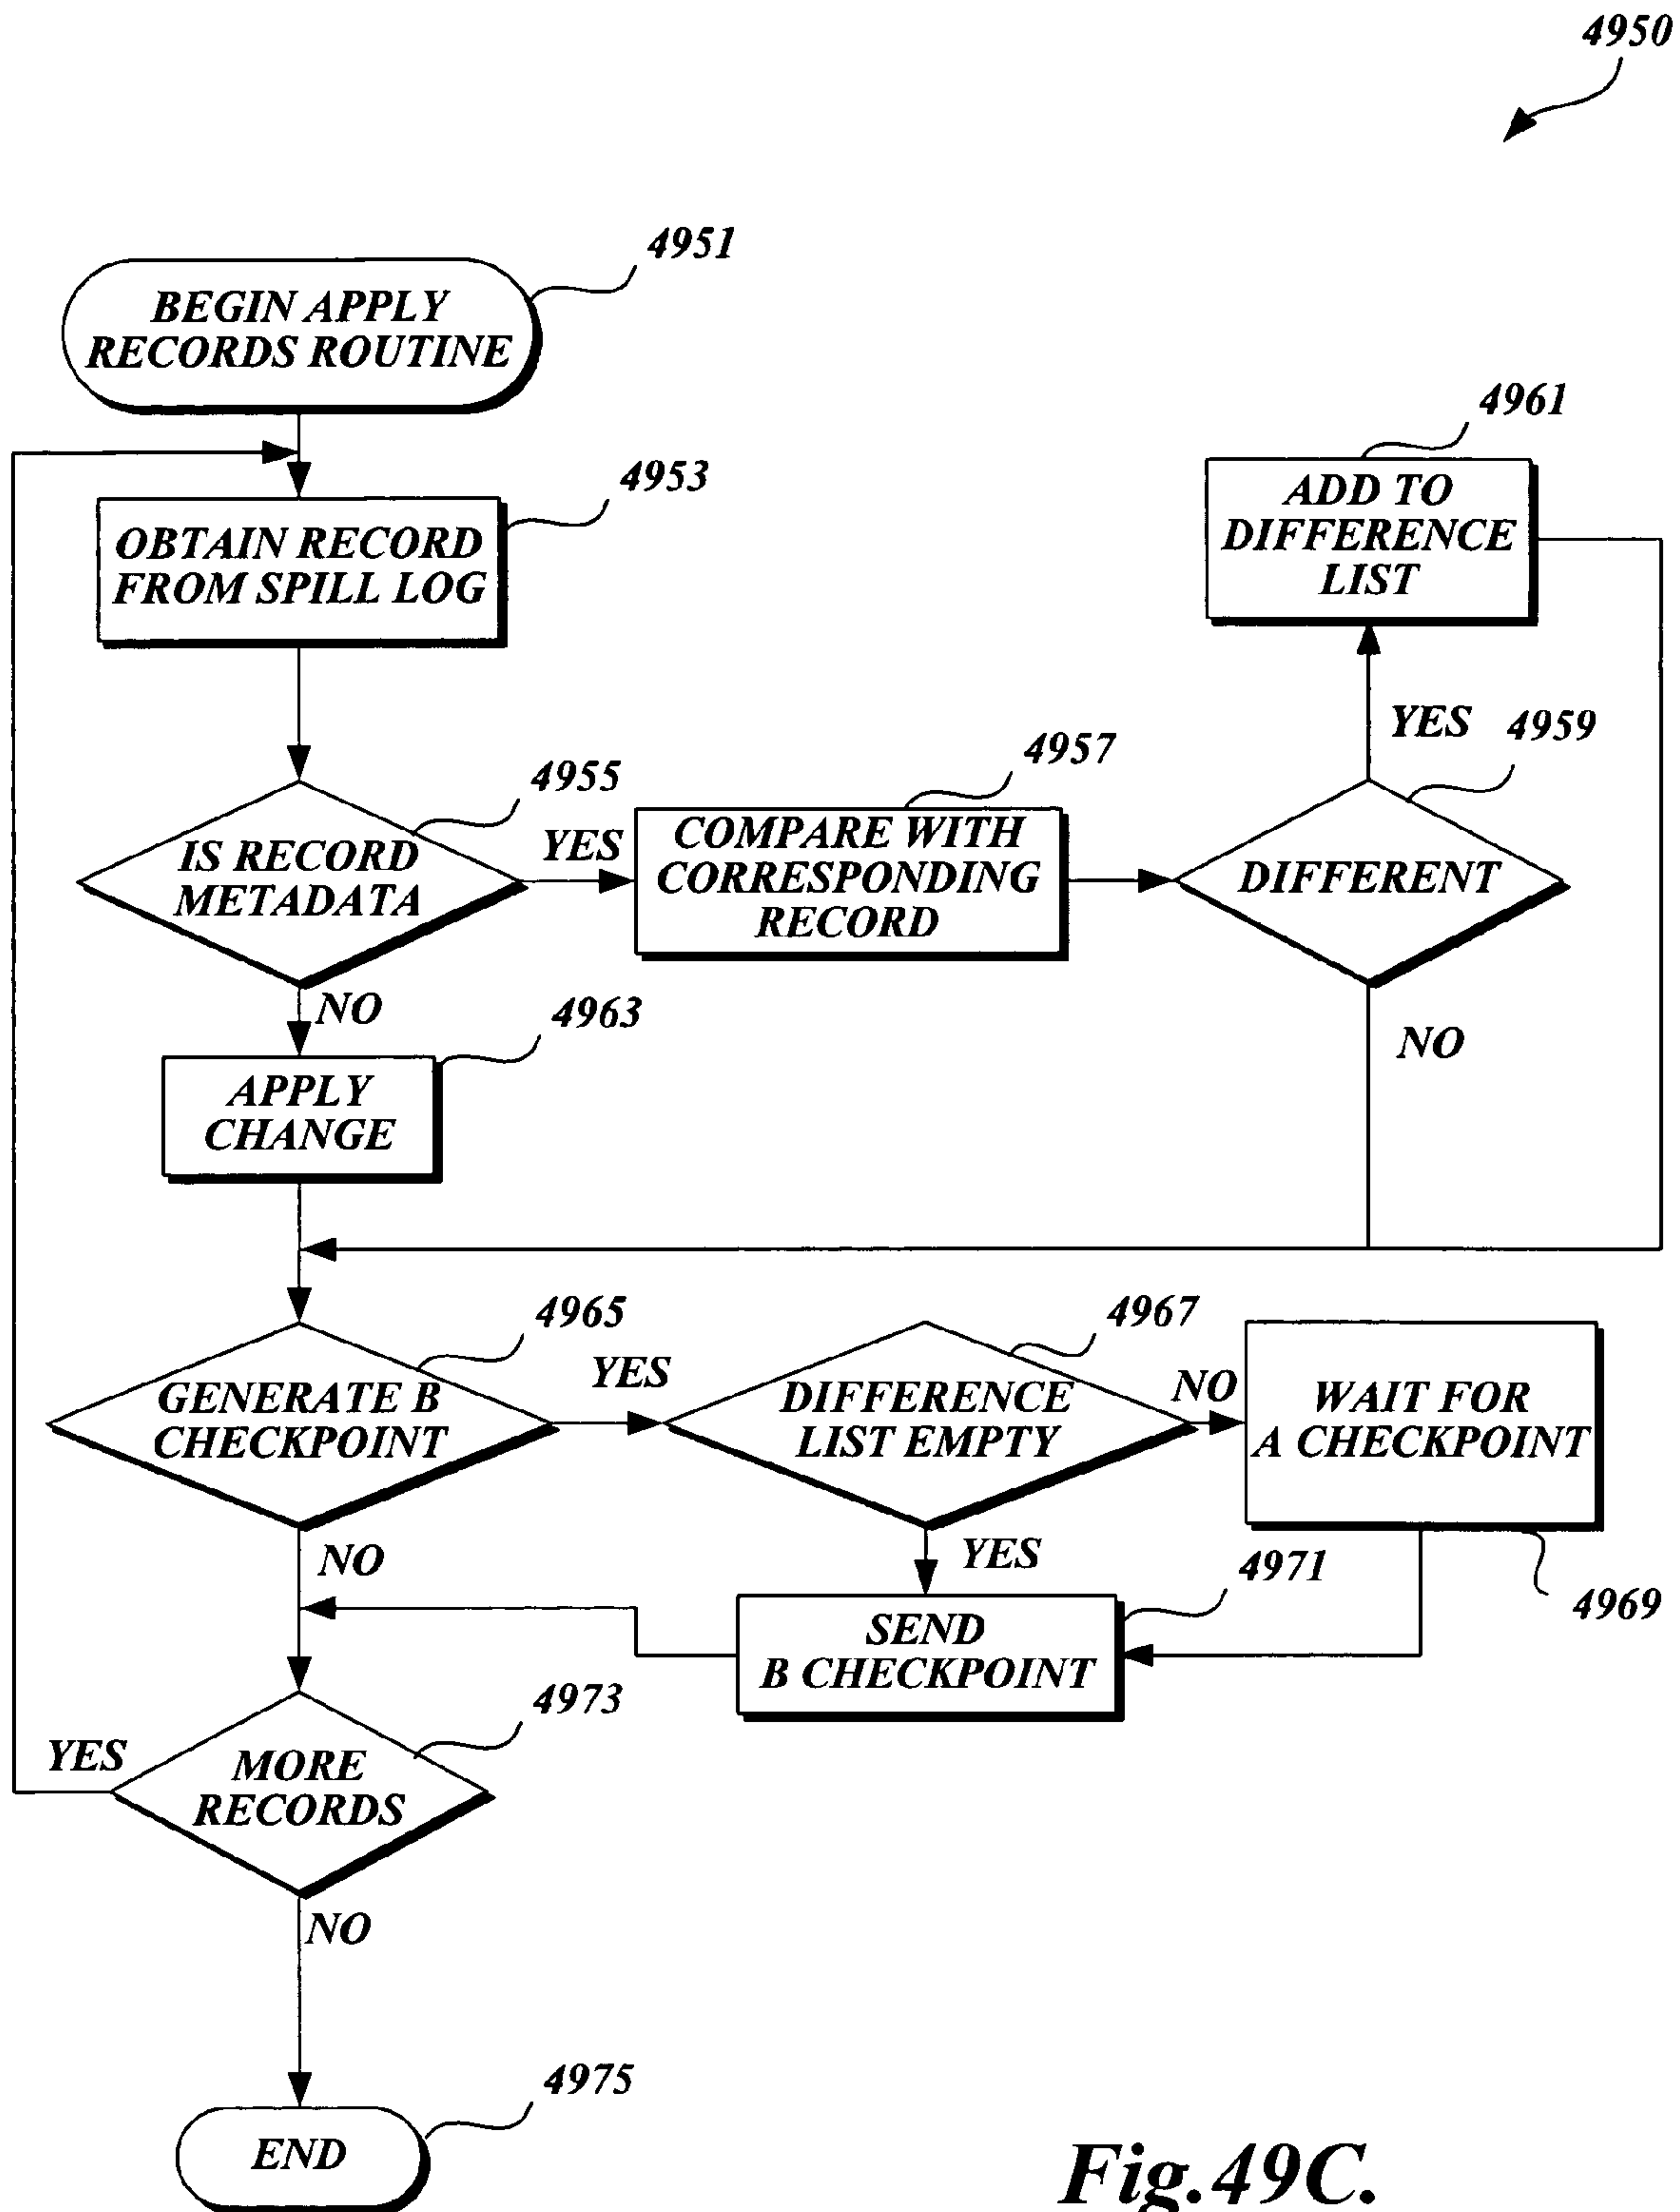 4950
4951
BEGIN APPLY
RECORDS ROUTINE
4953
OBTAIN RECORD
FROM SPILL LOG
4961
ADD TO
DIFFERENCE
LIST
YES
4959
4955
IS RECORD
METADATA
YES
4957
COMPARE WITH
CORRESPONDING
RECORD
DIFFERENT
NO
NO
4963
APPLY
CHANGE
4965
GENERATE B
CHECKPOINT
YES
4967
DIFFERENCE
LIST EMPTY
NO
WAIT FOR
A CHECKPOINT
4969
NO
YES
4971
SEND
B CHECKPOINT
4973
YES
MORE
RECORDS
NO
4975
END
Fig.49C.